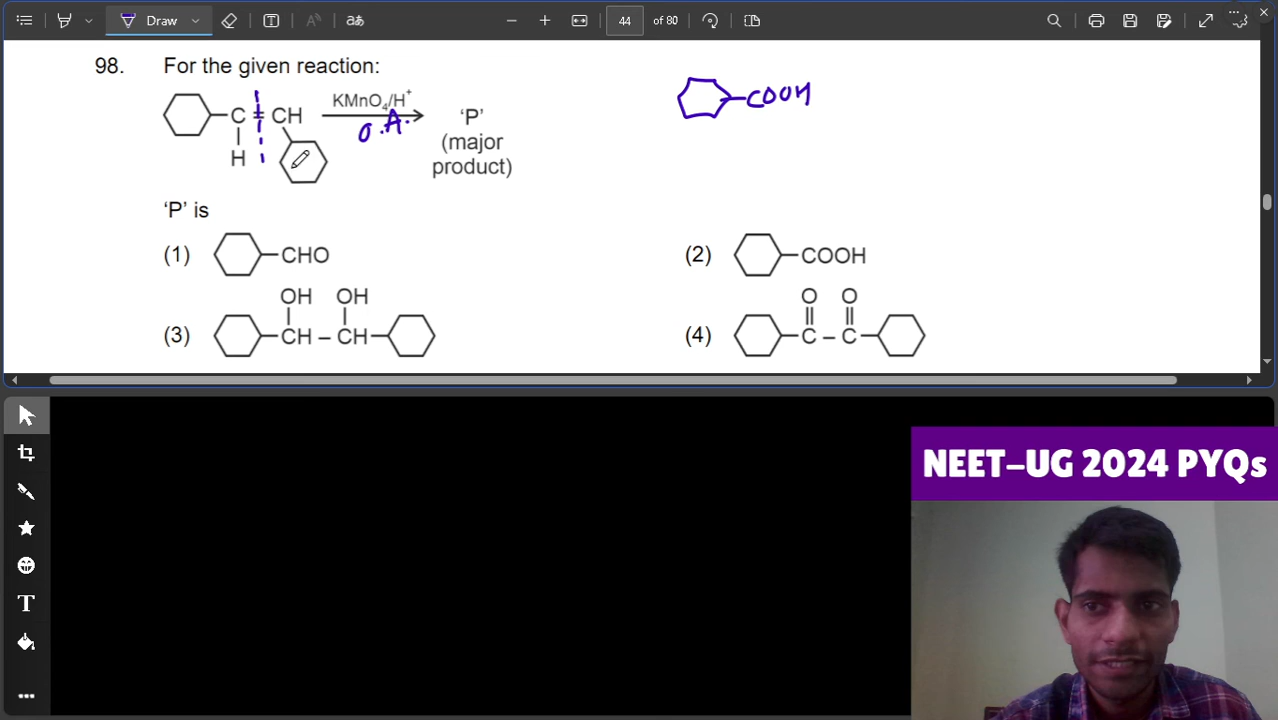 Draw
44 of 80
98. For the given reaction:
C = CH
H
KMnO₄/H⁺
O.A.
'P'
(major
product)
COOH
'P' is
(1) CHO
(2) COOH
(3) OH OH
CH – CH
(4) O O
C – C
NEET–UG 2024 PYQs